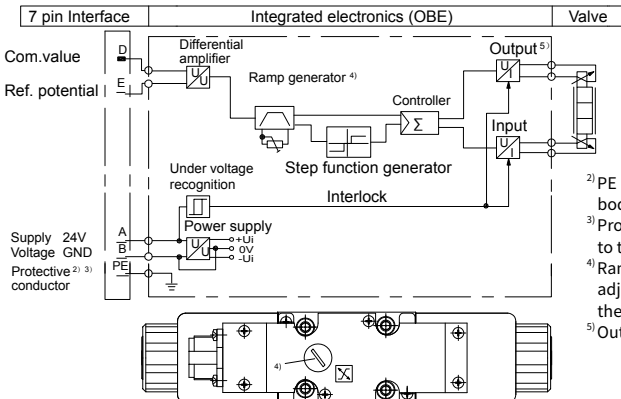 7 pin Interface Integrated electronics (OBE) Valve
Com.value D Differential amplifier Output 5)
Ref. potential E U U Ramp generator 4) U I
Controller
Σ
Input
U I
Step function generator
Under voltage recognition
Interlock
Supply 24V A Power supply
Voltage GND B U U +Ui
0V
-Ui
Protective 2) 3) PE
conductor
4)
2) PE
bod
3) Pro
to t
4) Ran
adj
the
5) Out